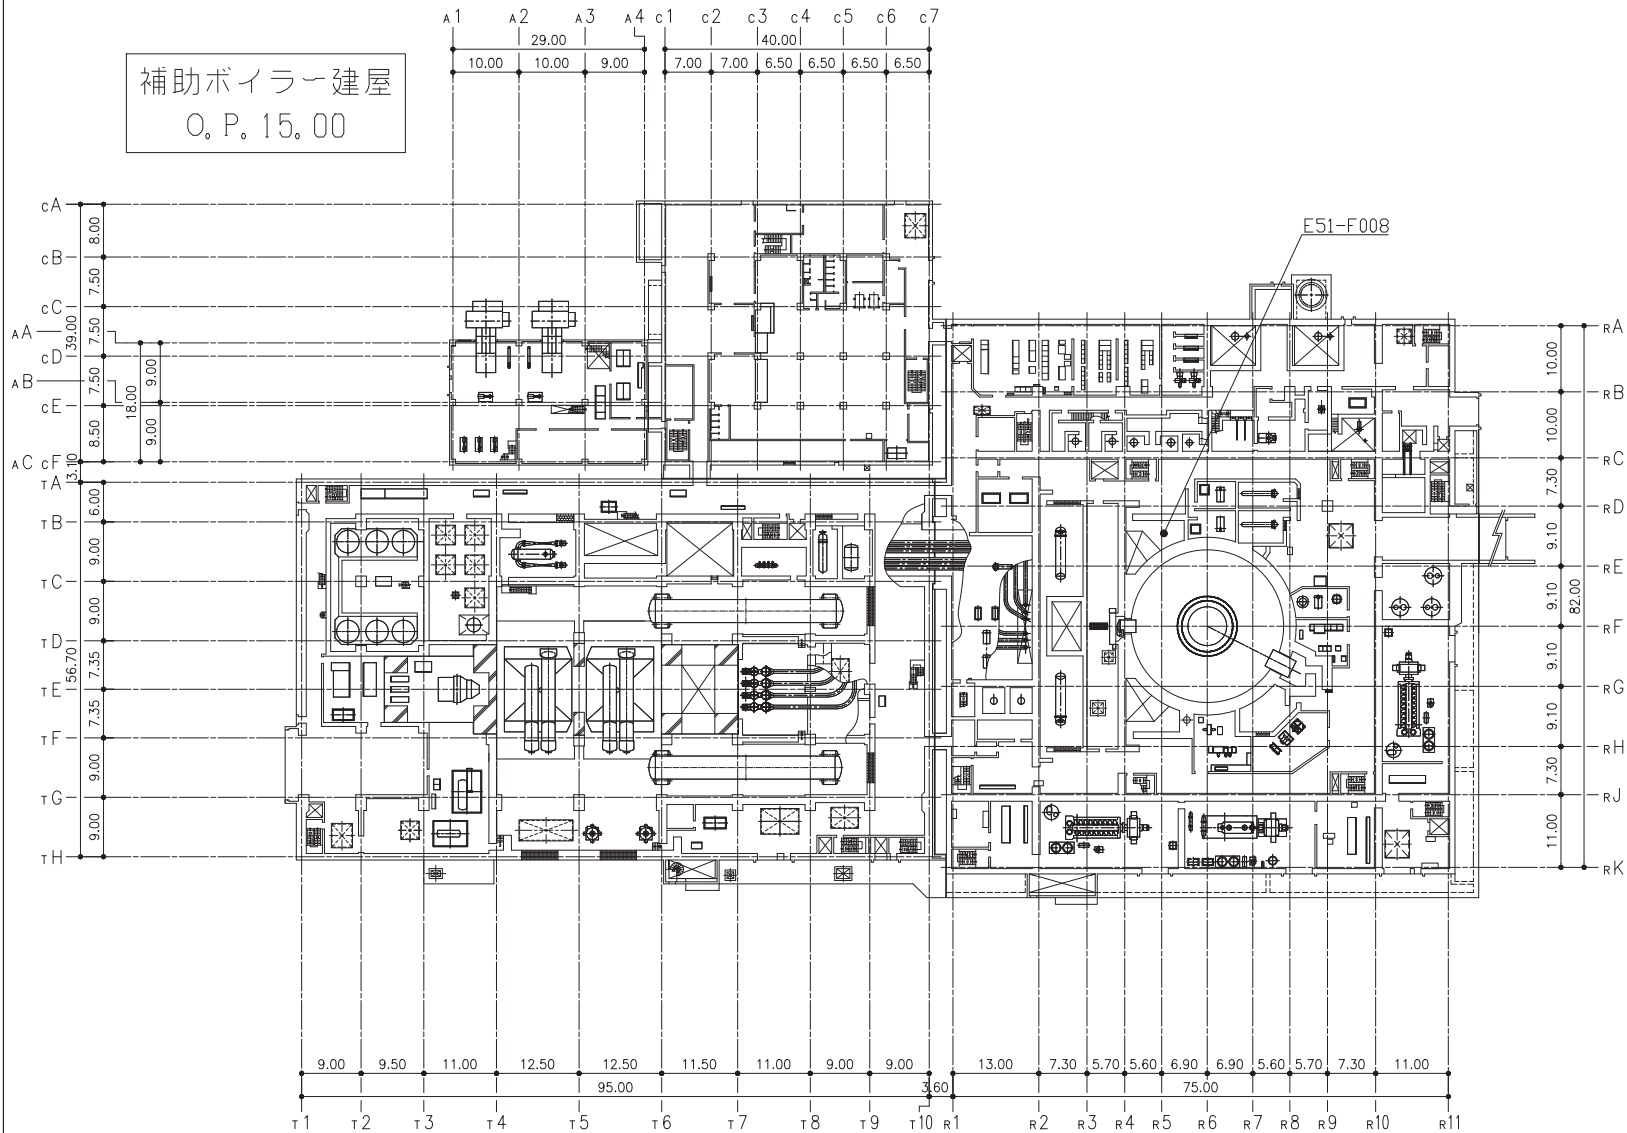 A1 A2 A3 A4 c1 c2 c3 c4 c5 c6 c7
29.00 40.00
10.00 10.00 9.00 7.00 7.00 6.50 6.50 6.50 6.50
補助ボイラー建屋
O.P.15.00
cA
8.00
cB
7.50
cC
AA
39.00
7.50
cD
AB
7.50
cE
9.00
18.00
9.00
8.50
AC cF
3.10
TA
6.00
TB
9.00
TC
9.00
TD
7.35
56.70
TE
7.35
TF
9.00
TG
9.00
TH
E51-F008
RA
10.00
RB
10.00
RC
7.30
RD
9.10
RE
9.10
82.00
RF
9.10
RG
9.10
RH
7.30
RJ
11.00
RK
9.00 9.50 11.00 12.50 12.50 11.50 11.00 9.00 9.00 13.00 7.30 5.70 5.60 6.90 6.90 5.60 5.70 7.30 11.00
95.00 3.60 75.00
T1 T2 T3 T4 T5 T6 T7 T8 T9 T10 R1 R2 R3 R4 R5 R6 R7 R8 R9 R10 R11